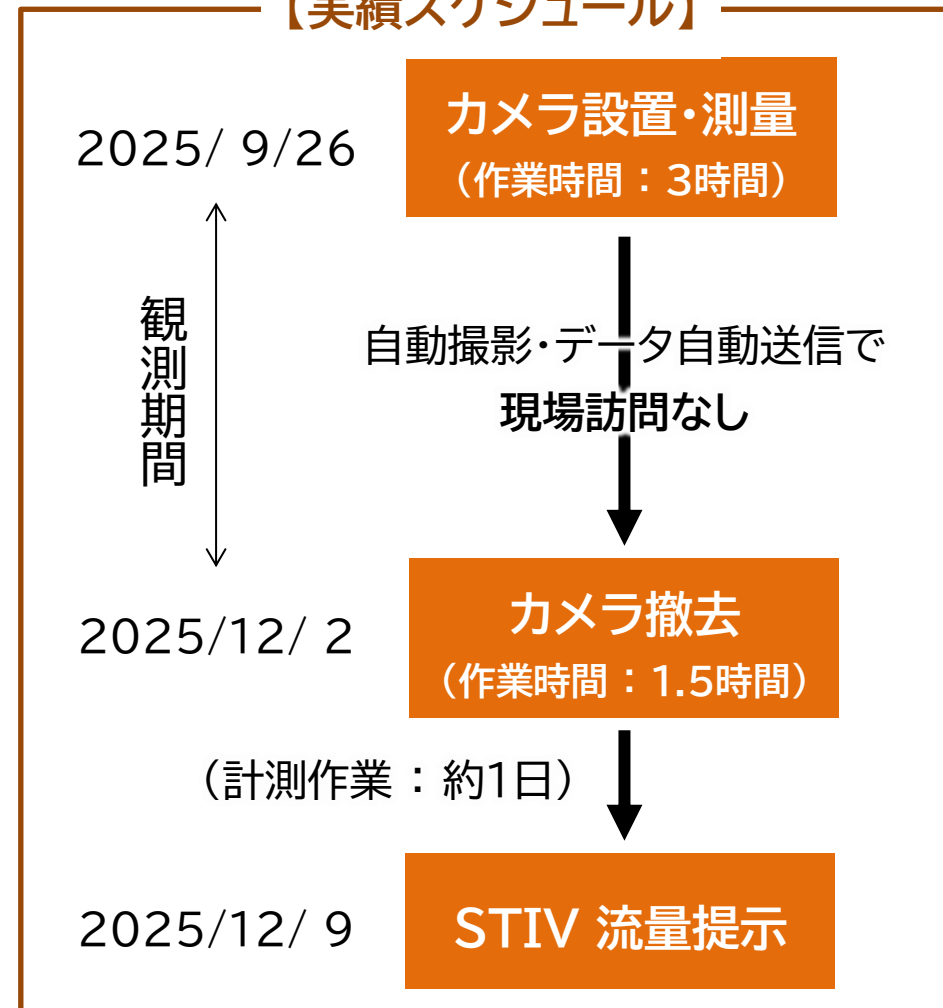 【実績スケジュール】
2025/ 9/26
カメラ設置・測量
（作業時間：3時間）
観測期間
自動撮影・データ自動送信で
現場訪問なし
2025/12/ 2
カメラ撤去
（作業時間：1.5時間）
（計測作業：約1日）
2025/12/ 9
STIV 流量提示